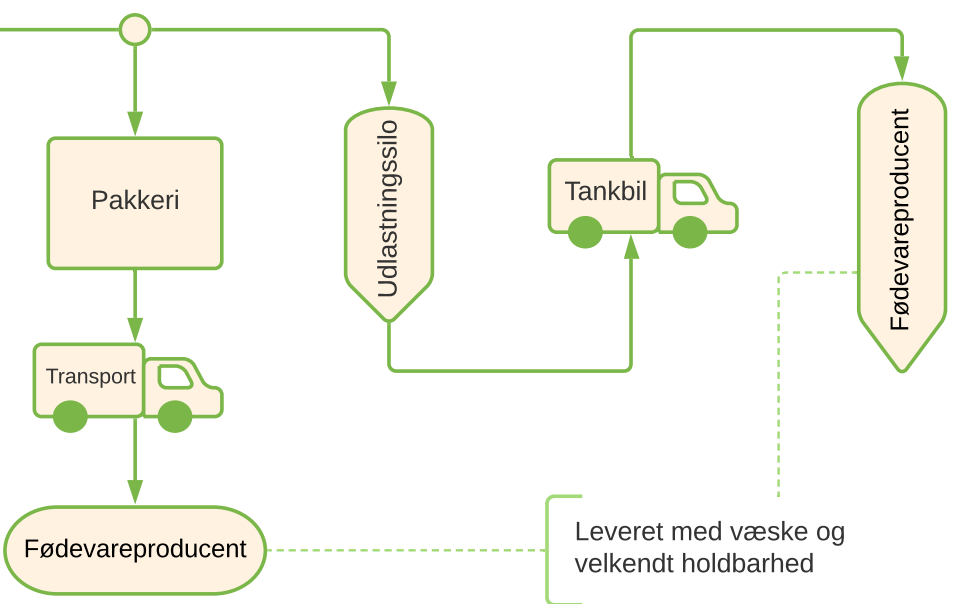 Pakkeri
Transport
Fødevareproducent
Udlastningssilo
Tankbil
Fødevareproducent
Leveret med væske og
velkendt holdbarhed